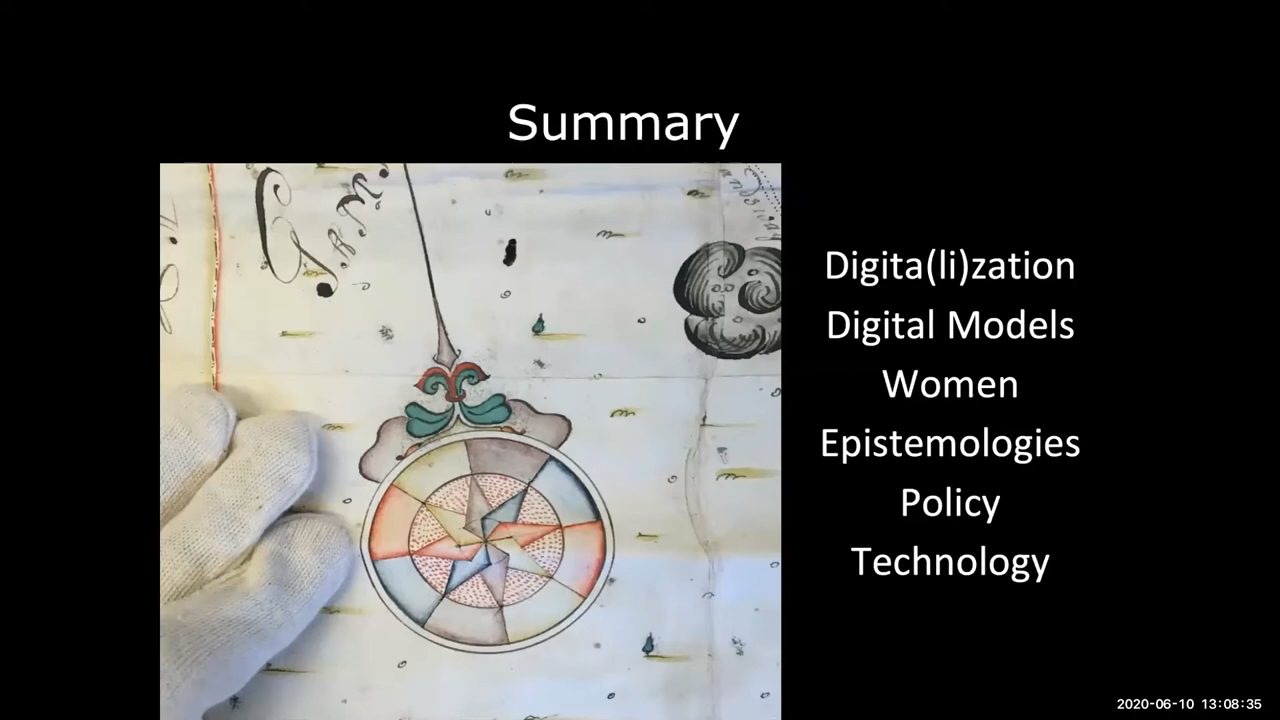 Summary
Digita(li)zation
Digital Models
Women
Epistemologies
Policy
Technology
2020-06-10 13:08:35